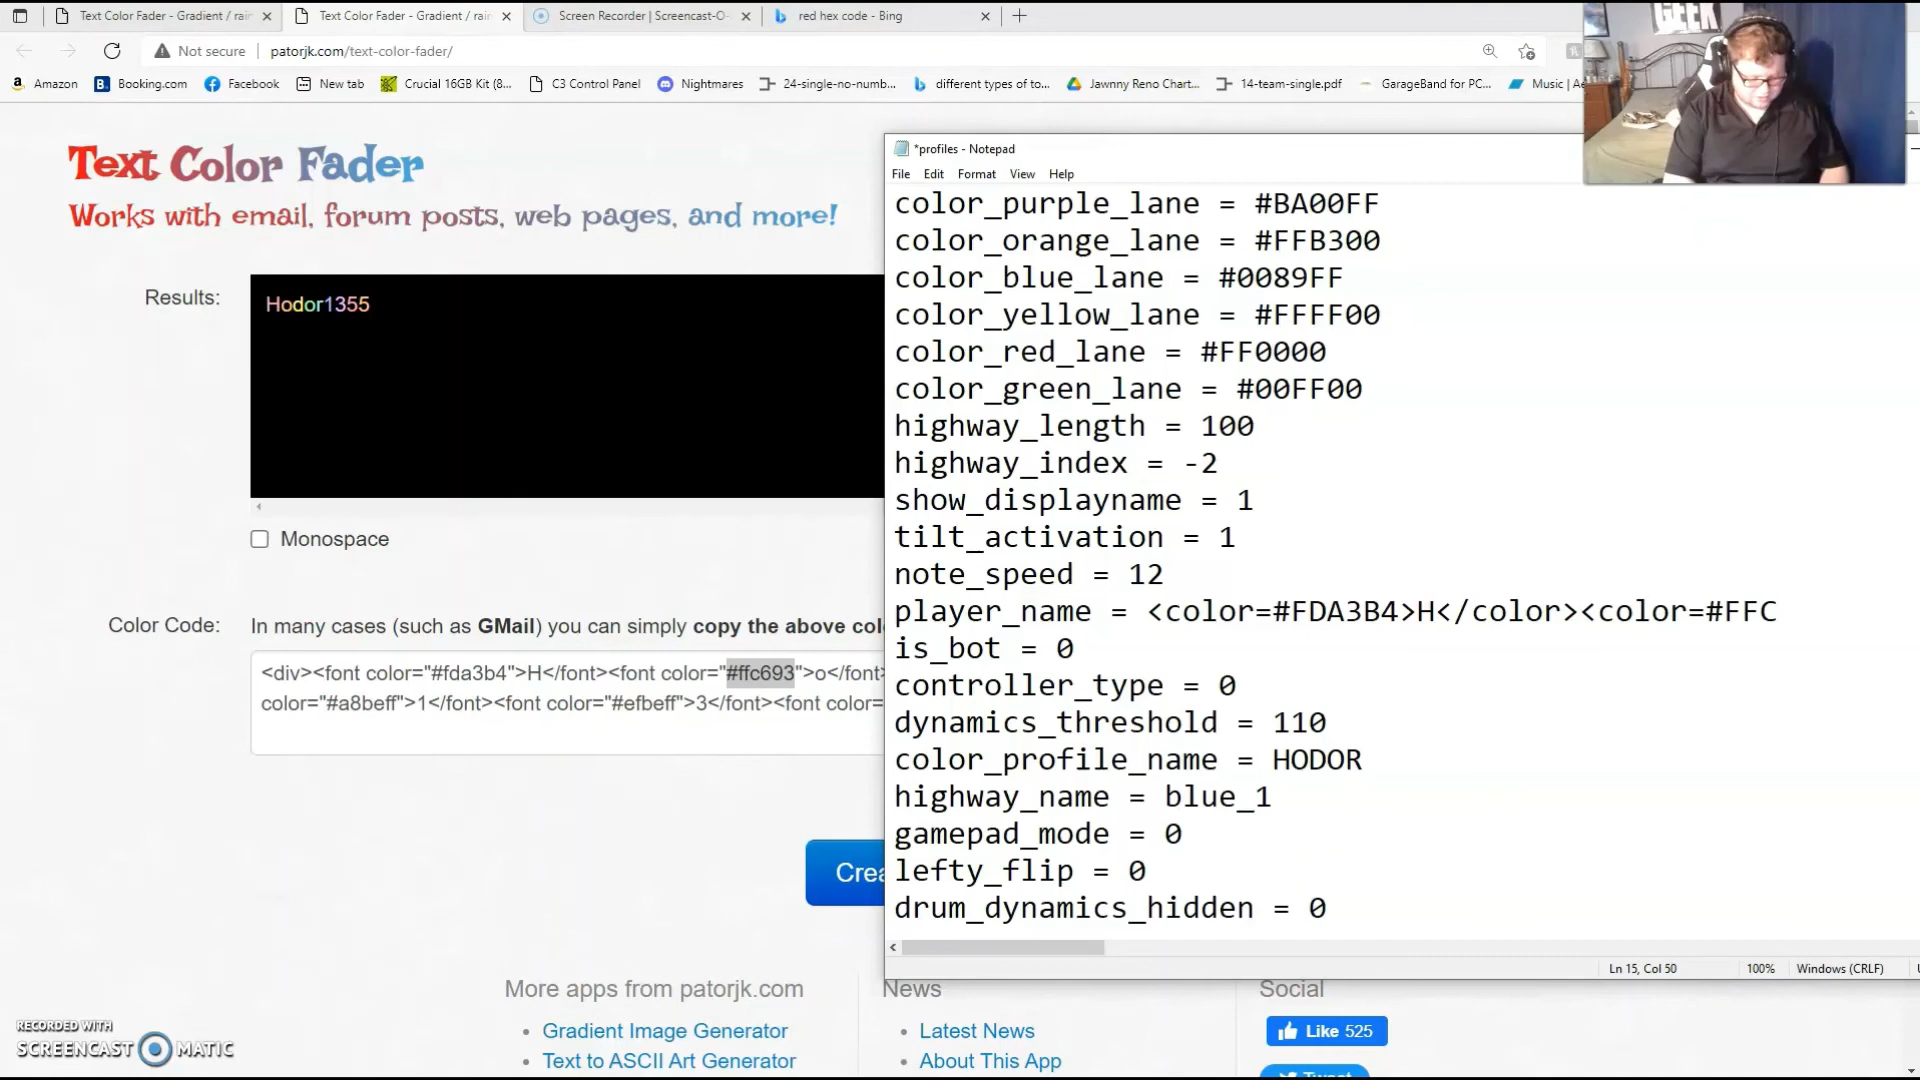 Text Color Fader - Gradient / rain
Text Color Fader - Gradient / rain
Screen Recorder | Screencast-O-
red hex code - Bing
Not secure
patorjk.com/text-color-fader/
Amazon
Booking.com
Facebook
New tab
Crucial 16GB Kit (8...
C3 Control Panel
Nightmares
24-single-no-numb...
different types of to...
Jawnny Reno Chart...
14-team-single.pdf
GarageBand for PC...
Music | Ae
GEEK
Text Color Fader
Works with email, forum posts, web pages, and more!
Results:
Hodor1355
Monospace
Color Code:
In many cases (such as GMail) you can simply copy the above col
<div><font color="#fda3b4">H</font><font color="#ffc693">o</font>
color="#a8beff">1</font><font color="#efbeff">3</font><font color=
Crea
*profiles - Notepad
File Edit Format View Help
color_purple_lane = #BA00FF
color_orange_lane = #FFB300
color_blue_lane = #0089FF
color_yellow_lane = #FFFF00
color_red_lane = #FF0000
color_green_lane = #00FF00
highway_length = 100
highway_index = -2
show_displayname = 1
tilt_activation = 1
note_speed = 12
player_name = <color=#FDA3B4>H</color><color=#FFC
is_bot = 0
controller_type = 0
dynamics_threshold = 110
color_profile_name = HODOR
highway_name = blue_1
gamepad_mode = 0
lefty_flip = 0
drum_dynamics_hidden = 0
Ln 15, Col 50
100%
Windows (CRLF)
More apps from patorjk.com
Gradient Image Generator
Text to ASCII Art Generator
News
Latest News
About This App
Social
Like 525
Tweet
RECORDED WITH
SCREENCAST MATIC